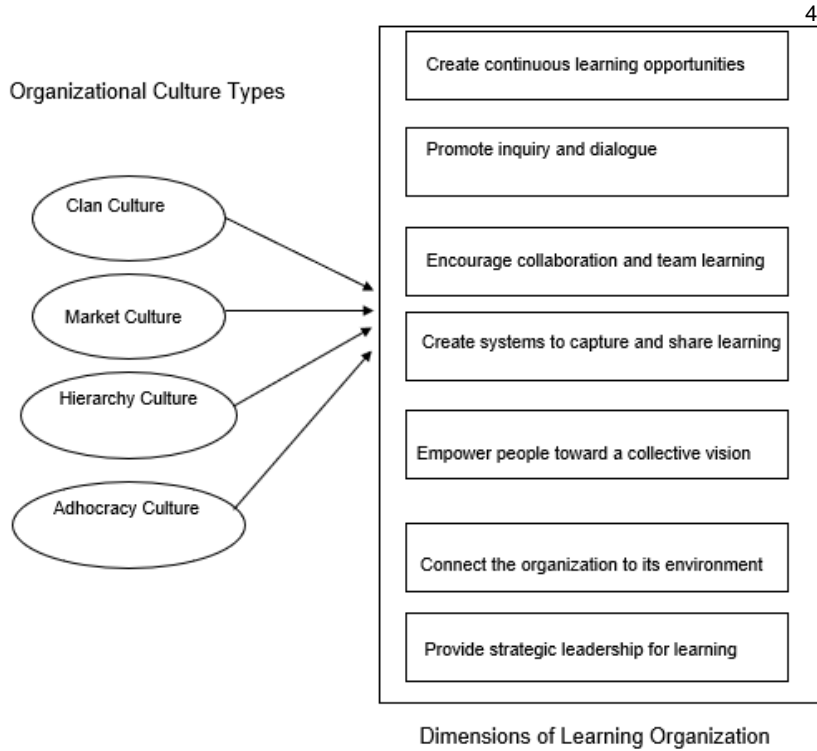 4
Organizational Culture Types
Clan Culture
Market Culture
Hierarchy Culture
Adhocracy Culture
Create continuous learning opportunities
Promote inquiry and dialogue
Encourage collaboration and team learning
Create systems to capture and share learning
Empower people toward a collective vision
Connect the organization to its environment
Provide strategic leadership for learning
Dimensions of Learning Organization